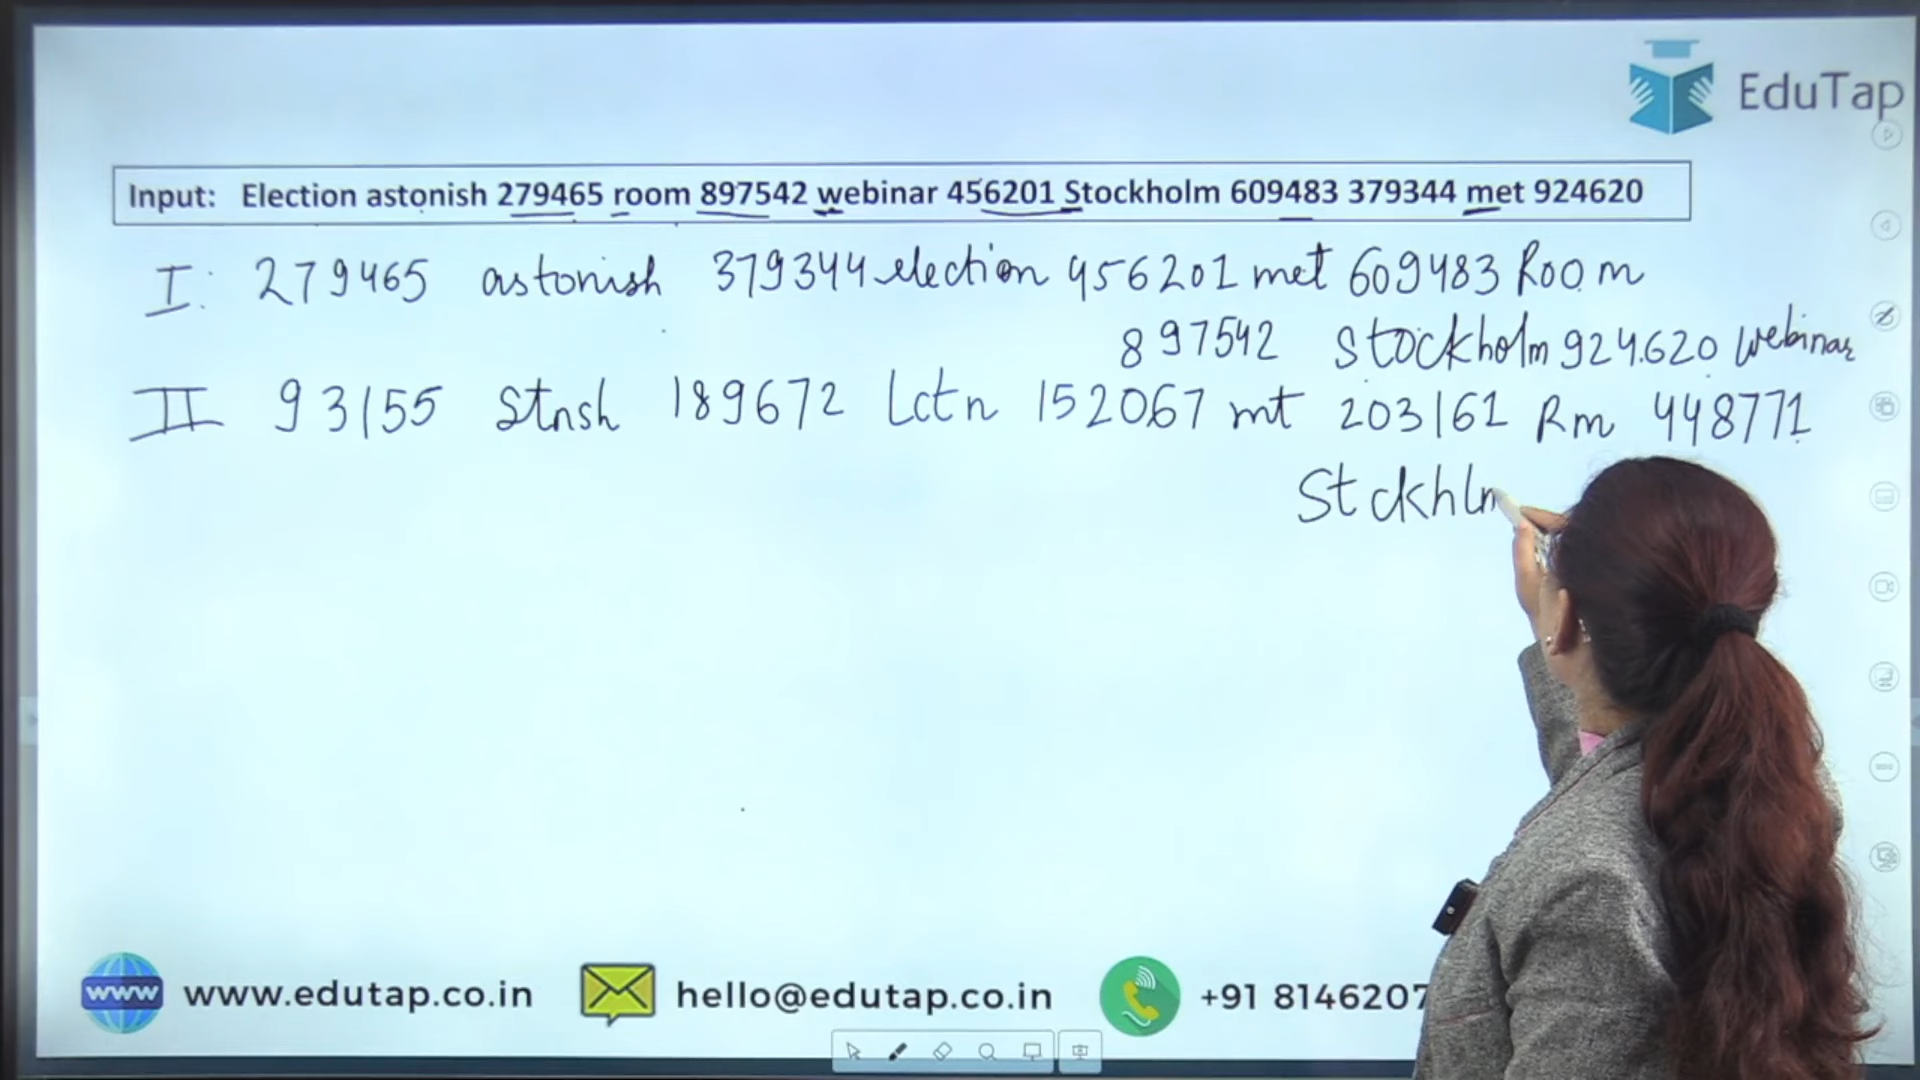 EduTap
Input: Election astonish 279465 room 897542 webinar 456201 Stockholm 609483 379344 met 924620
I: 279465 astonish 379344 election 456201 met 609483 Room
897542 Stockholm 924620 Webinar
II 93155 Stnsh 189672 Lctn 152067 mt 203161 Rm 448771
Stckhlm
www www.edutap.co.in hello@edutap.co.in +91 8146207